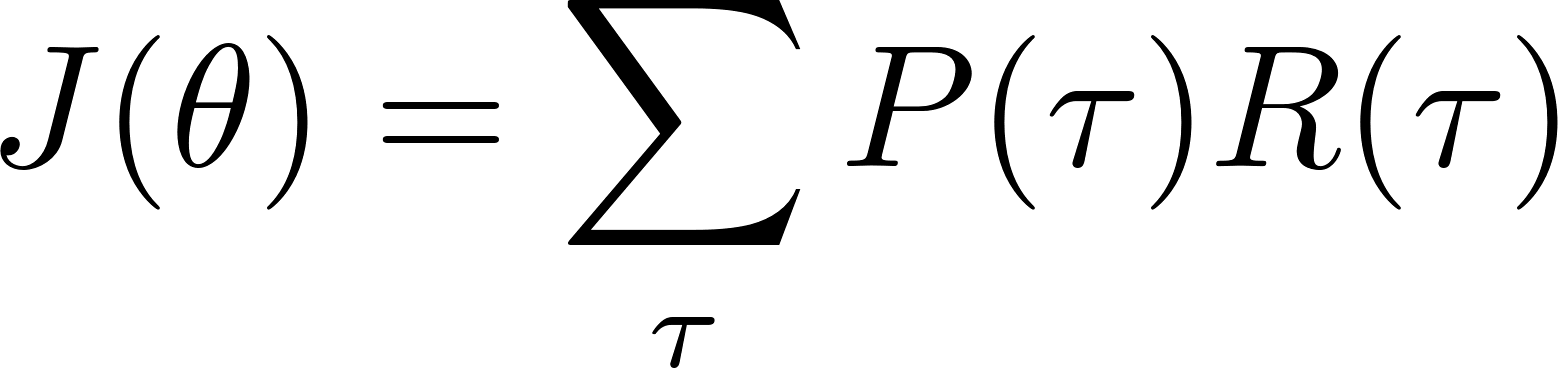 J(θ) = ∑ P(τ)R(τ)
τ